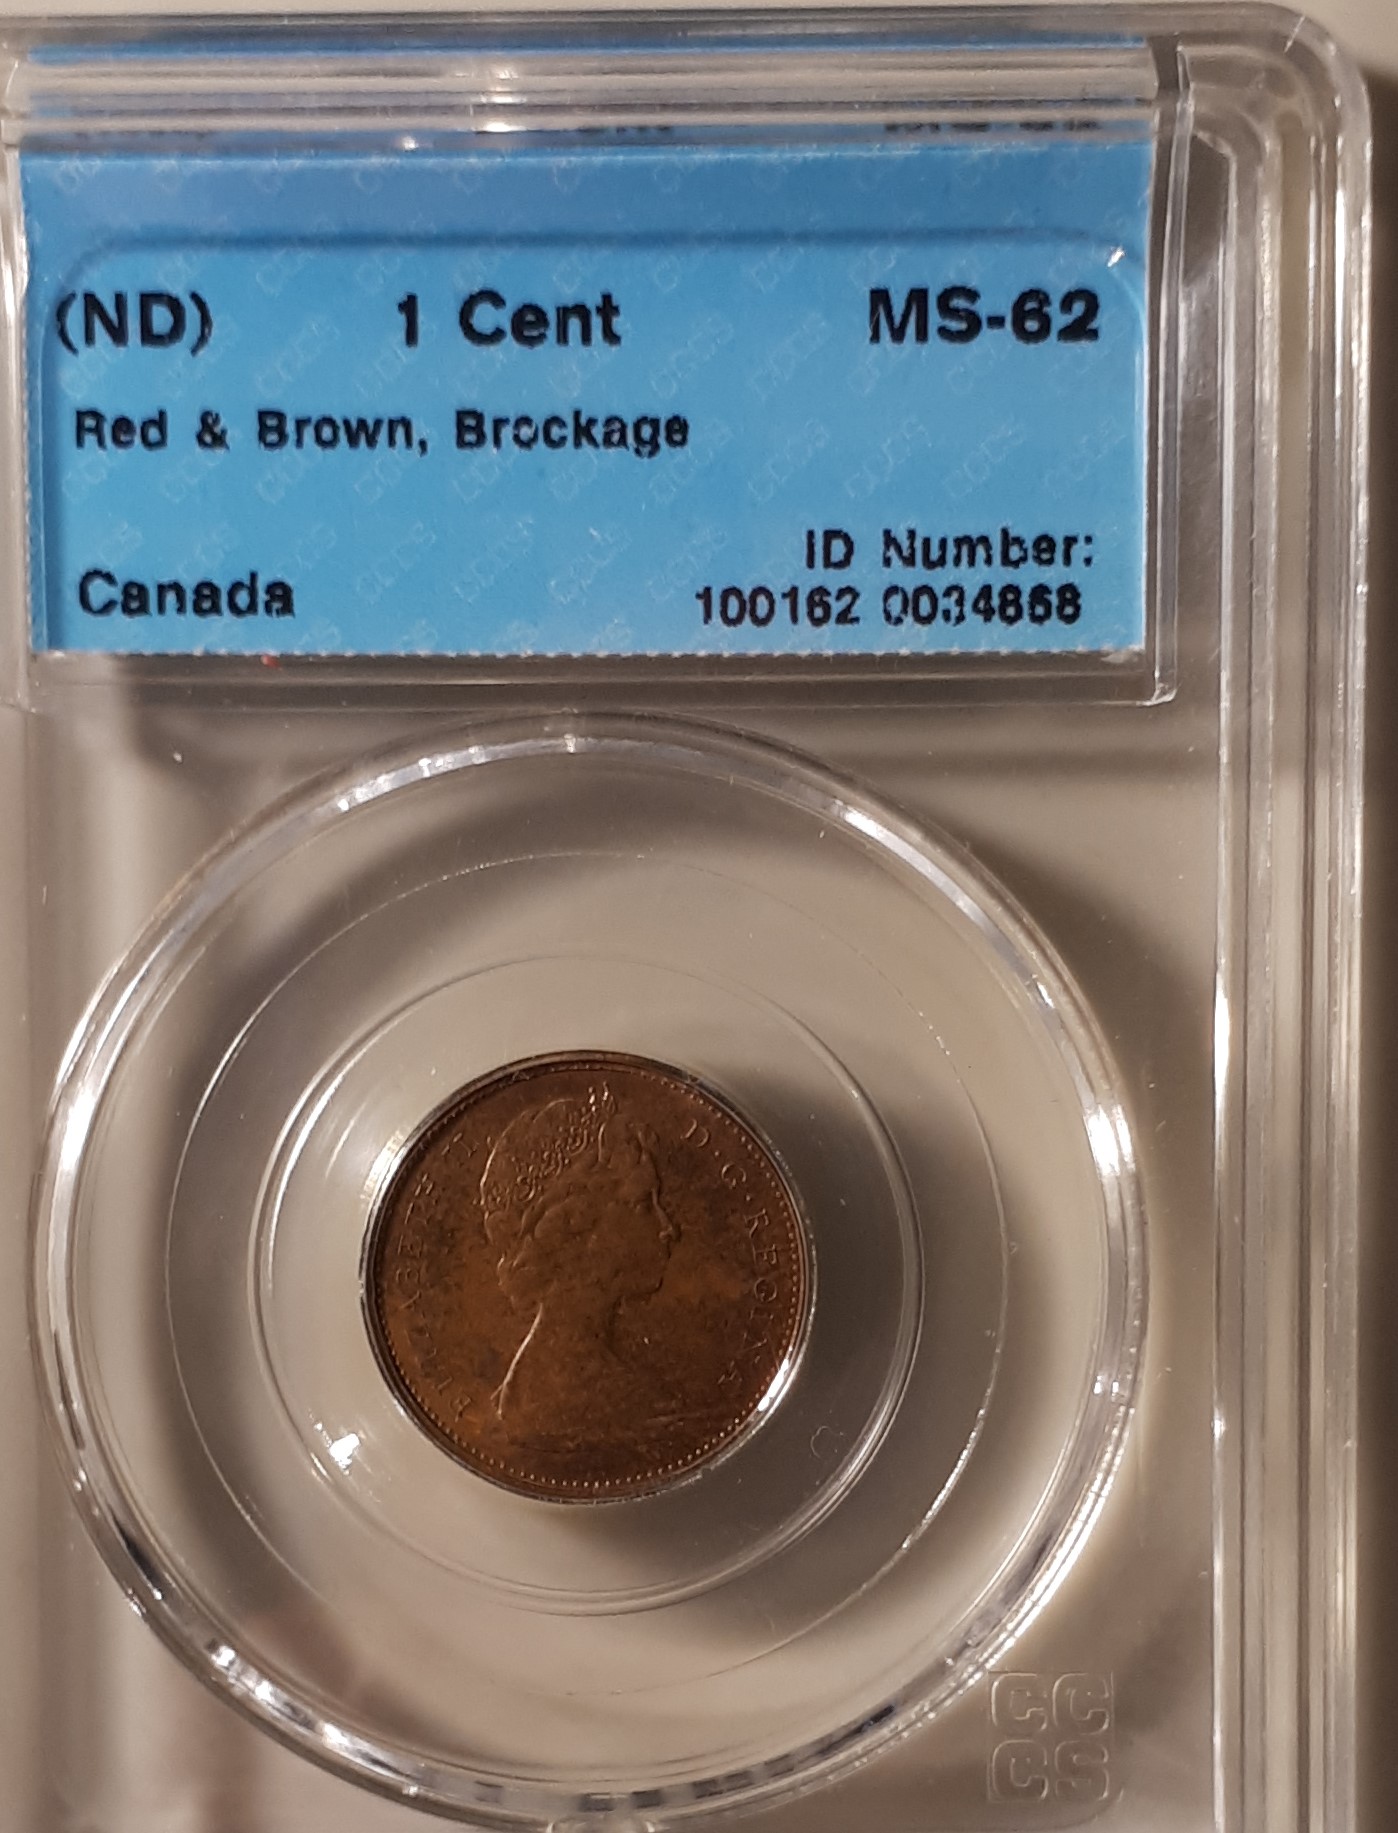 (ND) 1 Cent MS-62
Red & Brown, Brockage
ID Number:
Canada 100162 0034868
ELIZABETH II D·G·REGINA
CC
CS